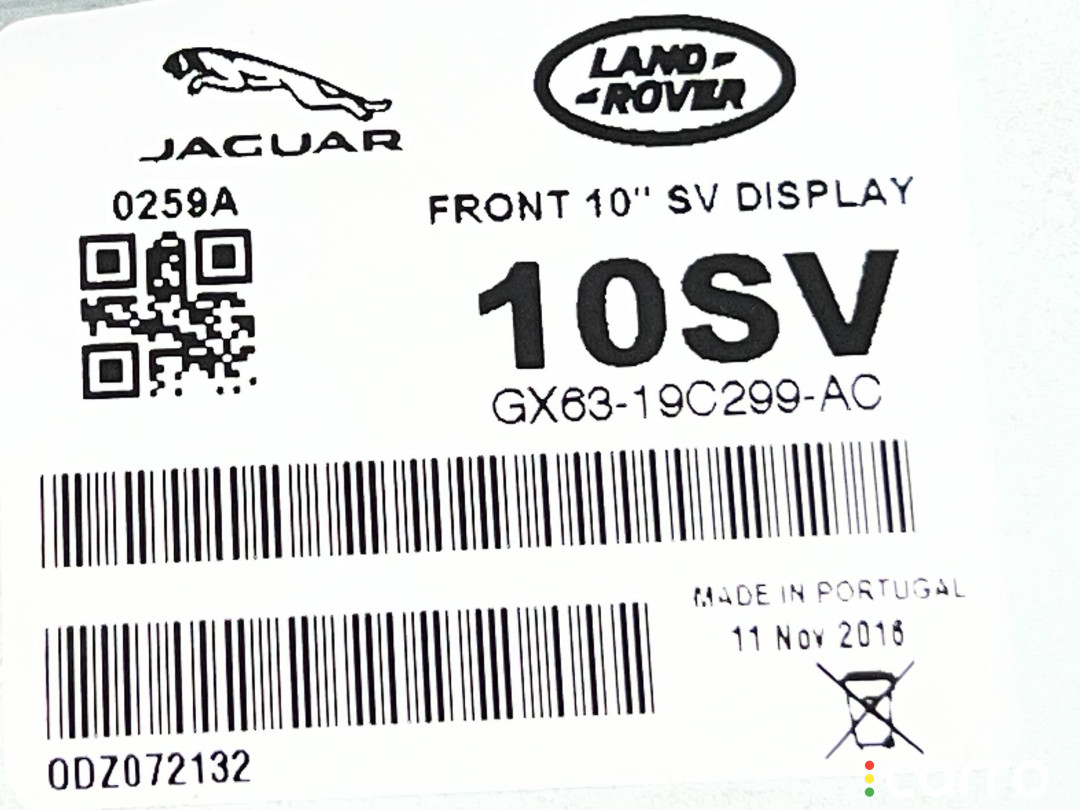 JAGUAR
LAND
ROVER
0259A
FRONT 10" SV DISPLAY
10SV
GX63-19C299-AC
MADE IN PORTUGAL
11 Nov 2016
0DZ072132
carro